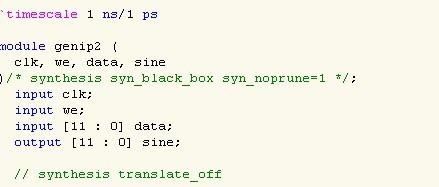 `timescale 1 ns/1 ps
module genip2 (
clk, we, data, sine
)/* synthesis syn_black_box syn_noprune=1 */;
input clk;
input we;
input [11 : 0] data;
output [11 : 0] sine;
// synthesis translate_off